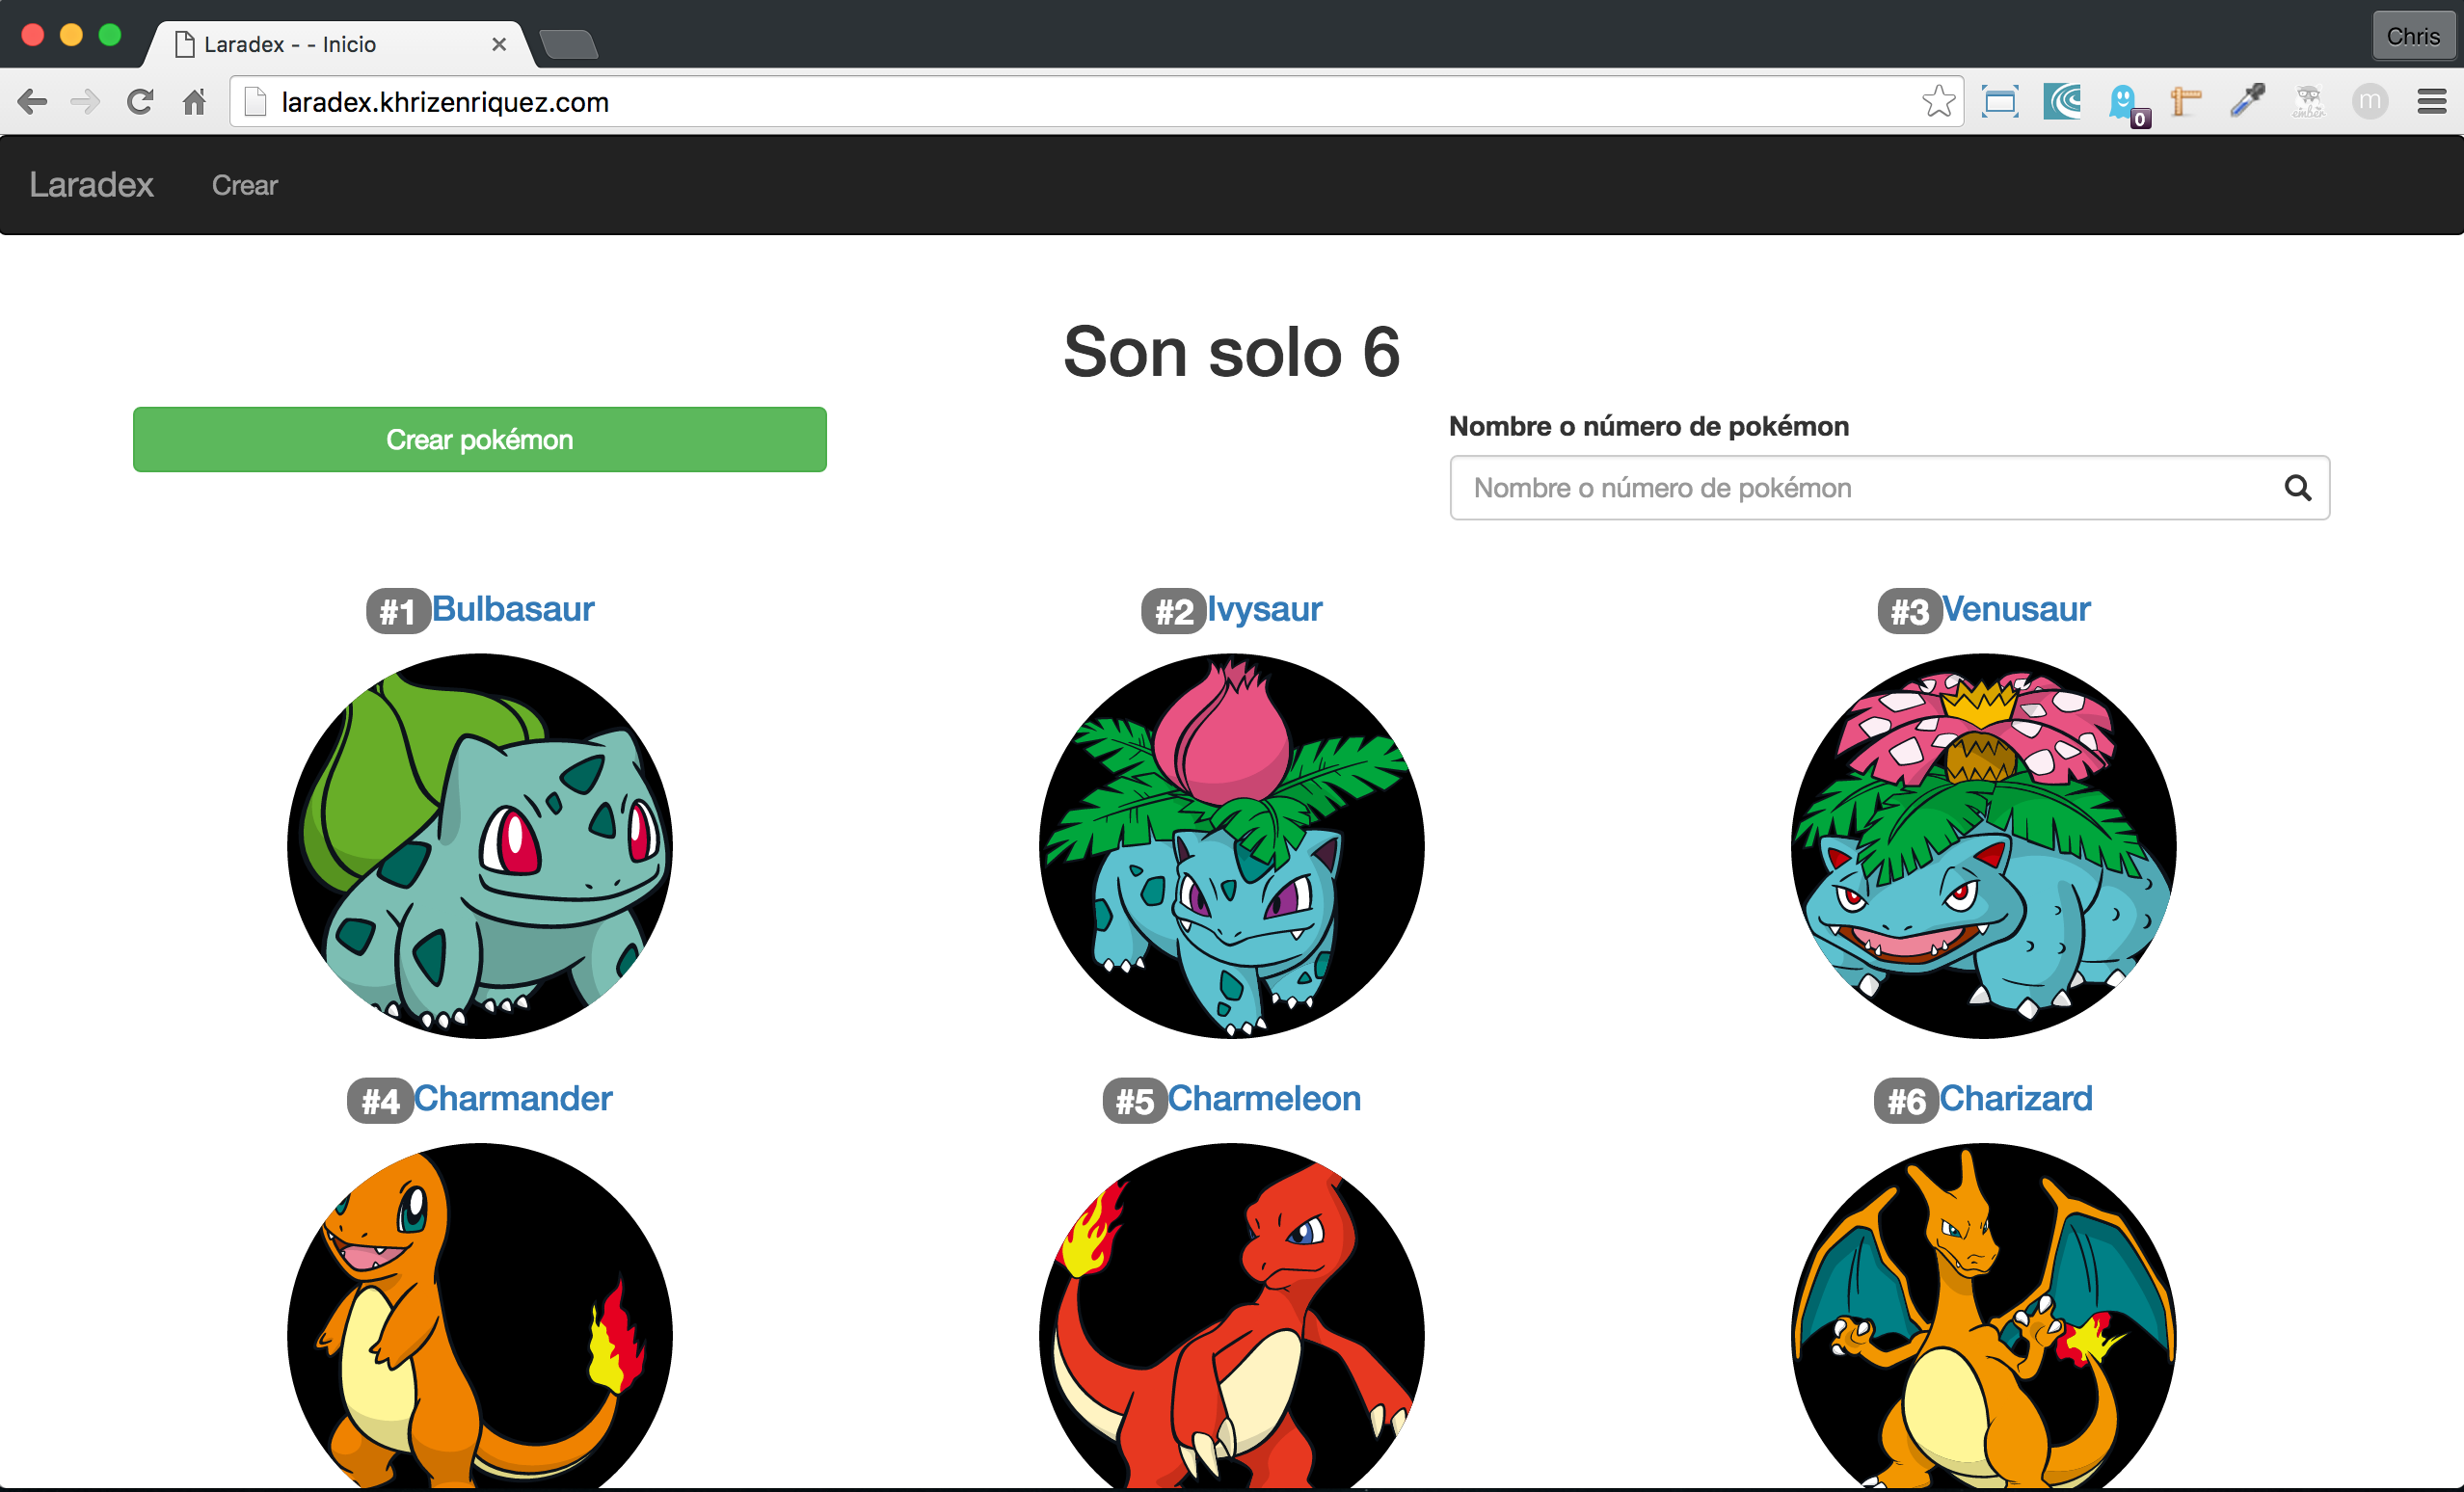 Laradex - - Inicio
Chris
laradex.khrizenriquez.com
0
ember
m
Laradex Crear
Son solo 6
Crear pokémon
Nombre o número de pokémon
Nombre o número de pokémon
#1 Bulbasaur
#2 Ivysaur
#3 Venusaur
#4 Charmander
#5 Charmeleon
#6 Charizard